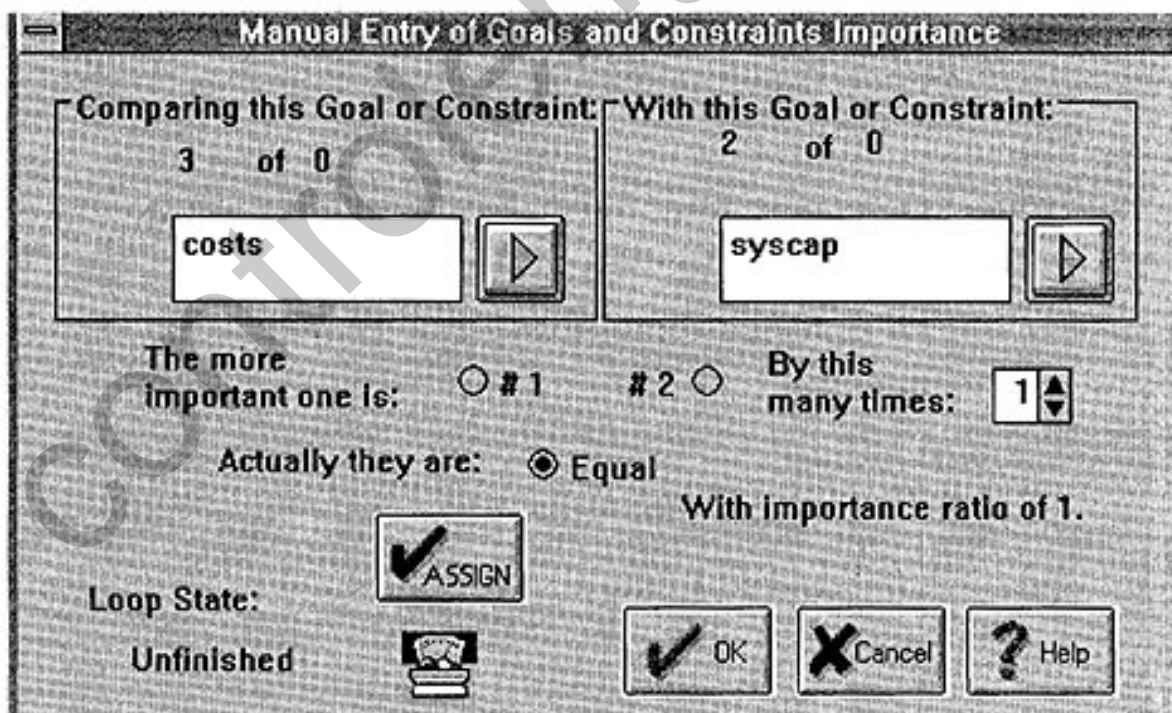 Manual Entry of Goals and Constraints Importance
Comparing this Goal or Constraint:
3 of 0
costs
With this Goal or Constraint:
2 of 0
syscap
The more
important one is:
# 1
# 2
By this
many times:
1
Actually they are:
Equal
With importance ratio of 1.
ASSIGN
Loop State:
Unfinished
OK
Cancel
? Help